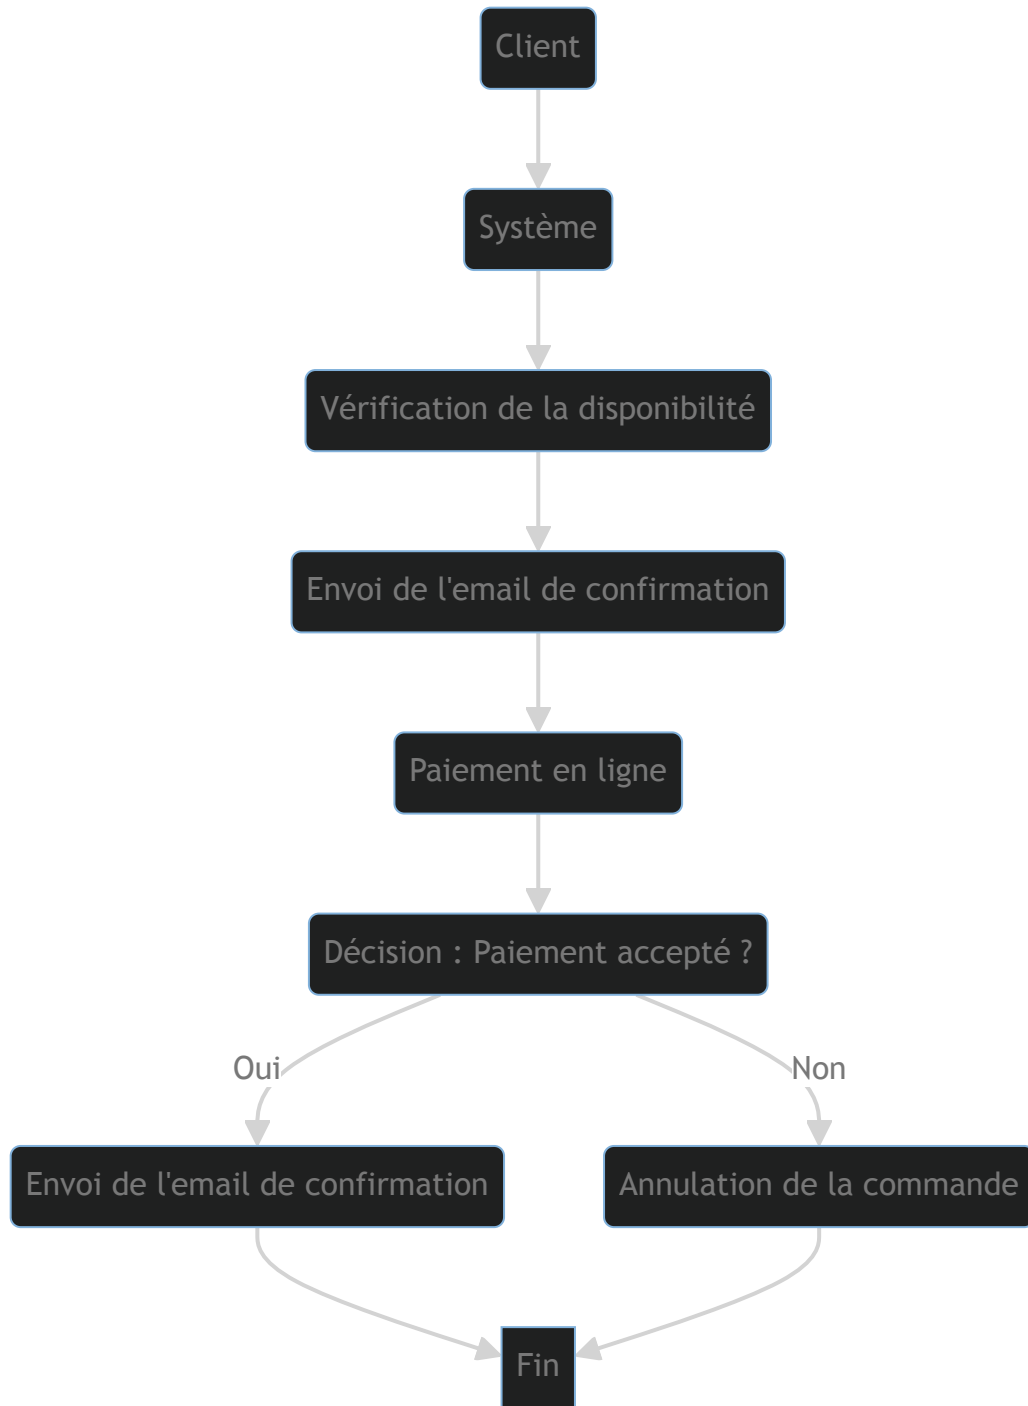 Client
Système
Vérification de la disponibilité
Envoi de l'email de confirmation
Paiement en ligne
Décision : Paiement accepté ?
Oui
Non
Envoi de l'email de confirmation
Annulation de la commande
Fin